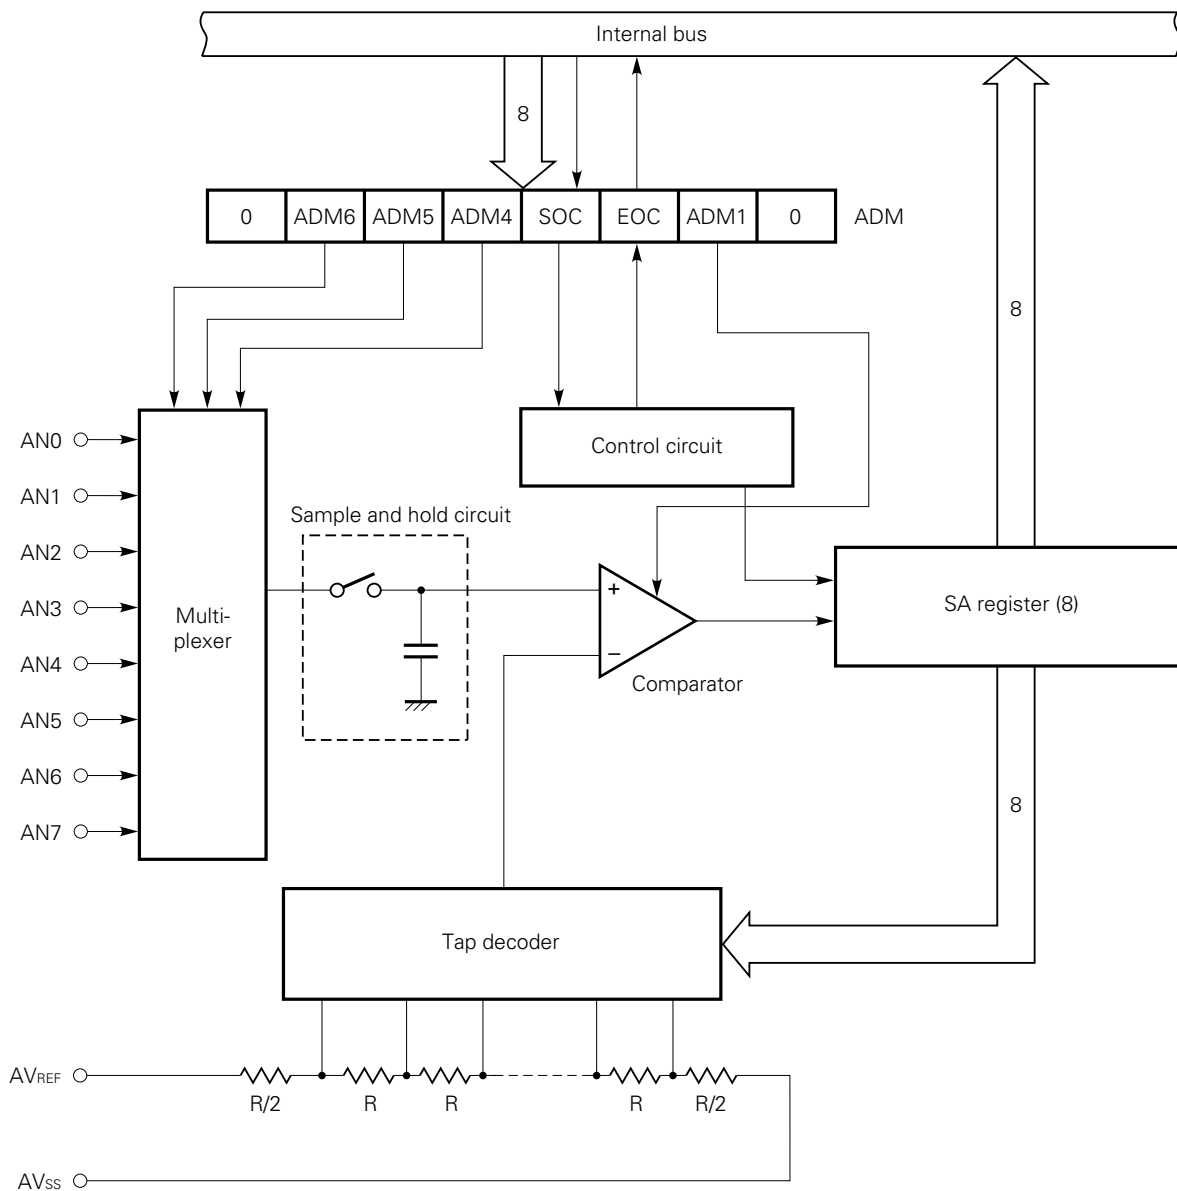 Internal bus
8
0 ADM6 ADM5 ADM4 SOC EOC ADM1 0 ADM
8
Control circuit
AN0
AN1
AN2
AN3
AN4
AN5
AN6
AN7
Multi-
plexer
Sample and hold circuit
+
−
Comparator
SA register (8)
8
Tap decoder
AVREF
R/2 R R R R/2
AVSS